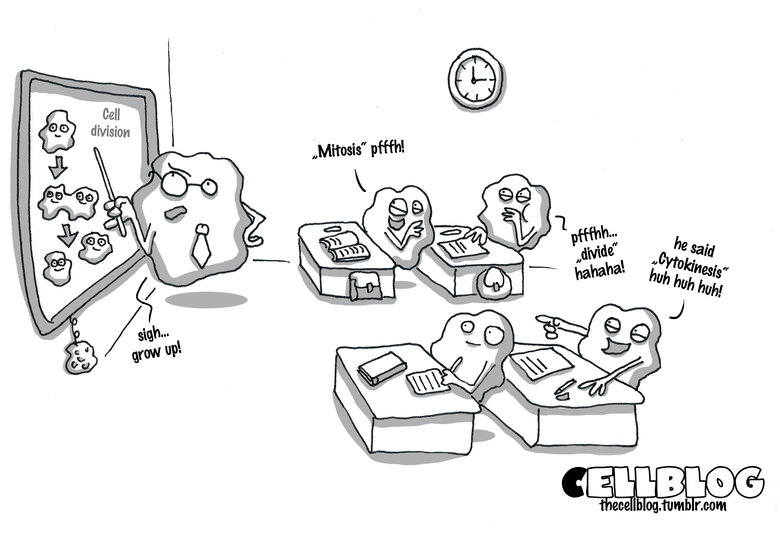 Cell
division
„Mitosis“ pfffh!
pfffhh...
„divide“
hahaha!
he said
„Cytokinesis“
huh huh huh!
sigh...
grow up!
CELLBLOG
thecellblog.tumblr.com